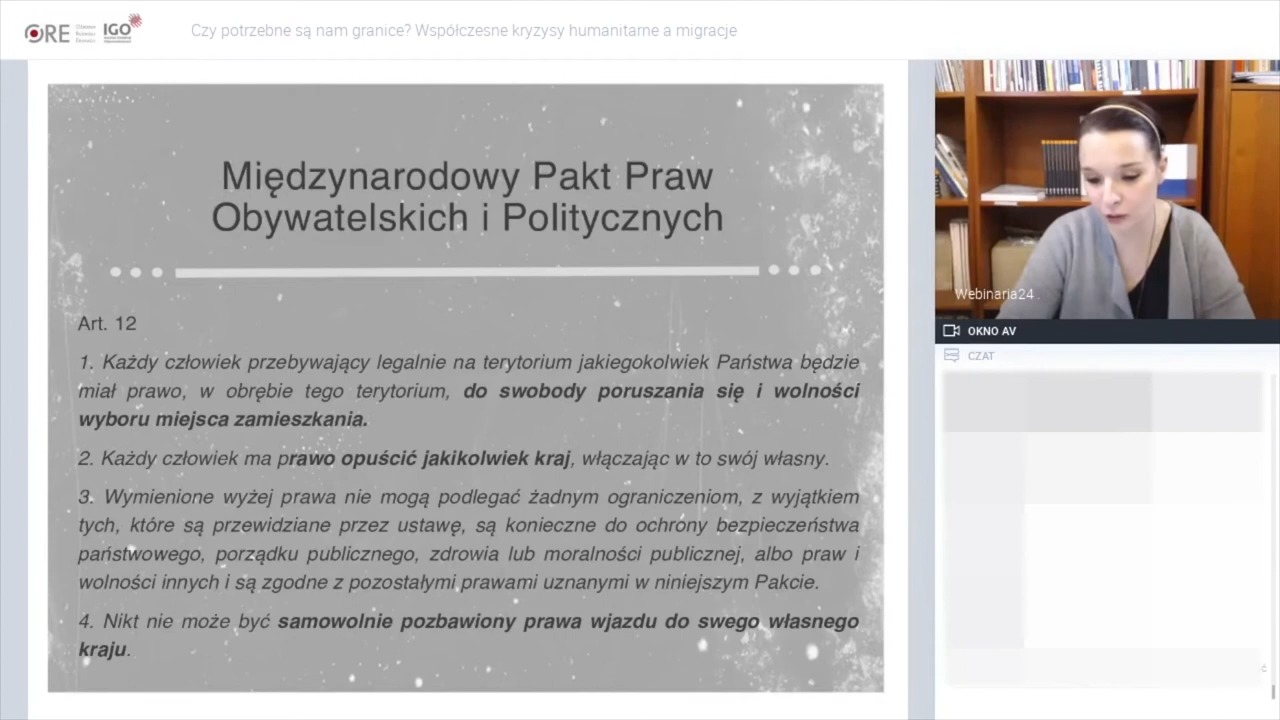 ORE
Ośrodek
Rozwoju
Edukacji
IGO
Czy potrzebne są nam granice? Współczesne kryzysy humanitarne a migracje
Międzynarodowy Pakt Praw
Obywatelskich i Politycznych
Art. 12
1. Każdy człowiek przebywający legalnie na terytorium jakiegokolwiek Państwa będzie
miał prawo, w obrębie tego terytorium, do swobody poruszania się i wolności
wyboru miejsca zamieszkania.
2. Każdy człowiek ma prawo opuścić jakikolwiek kraj, włączając w to swój własny.
3. Wymienione wyżej prawa nie mogą podlegać żadnym ograniczeniom, z wyjątkiem
tych, które są przewidziane przez ustawę, są konieczne do ochrony bezpieczeństwa
państwowego, porządku publicznego, zdrowia lub moralności publicznej, albo praw i
wolności innych i są zgodne z pozostałymi prawami uznanymi w niniejszym Pakcie.
4. Nikt nie może być samowolnie pozbawiony prawa wjazdu do swego własnego
kraju.
Webinaria24 .
OKNO AV
CZAT